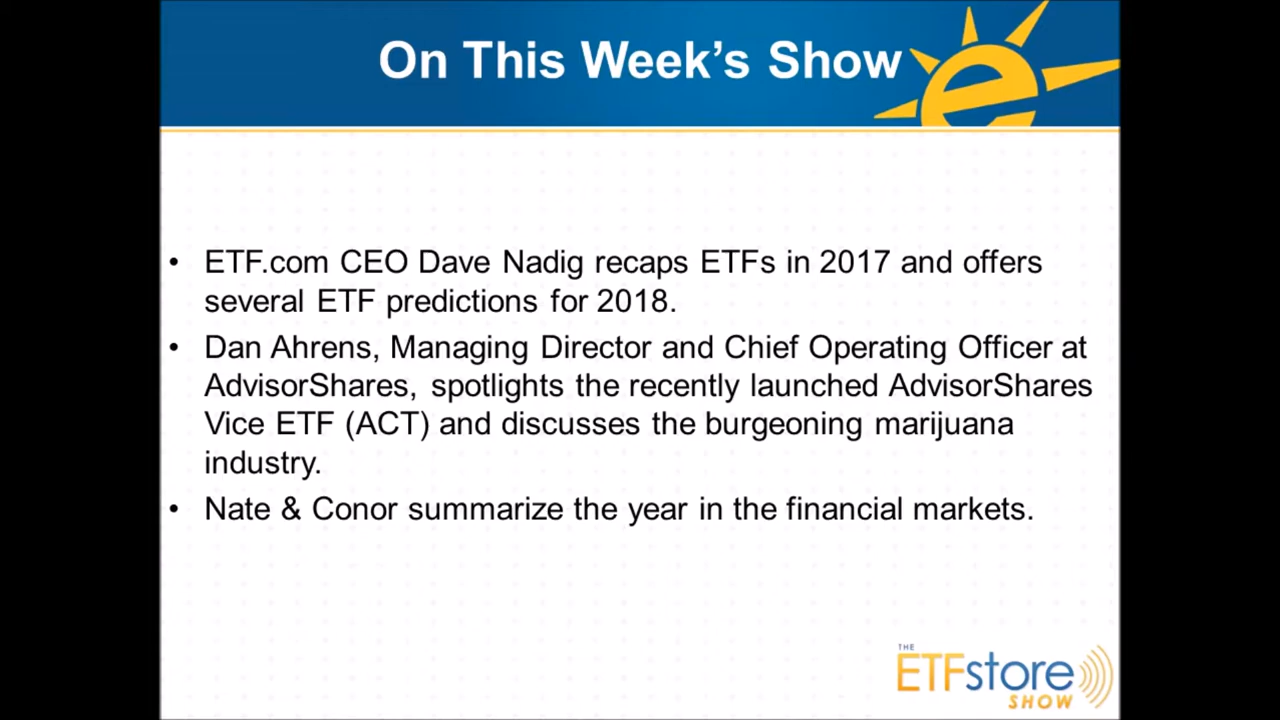 On This Week’s Show
• ETF.com CEO Dave Nadig recaps ETFs in 2017 and offers
several ETF predictions for 2018.
• Dan Ahrens, Managing Director and Chief Operating Officer at
AdvisorShares, spotlights the recently launched AdvisorShares
Vice ETF (ACT) and discusses the burgeoning marijuana
industry.
• Nate & Conor summarize the year in the financial markets.
THE
ETFstore
SHOW